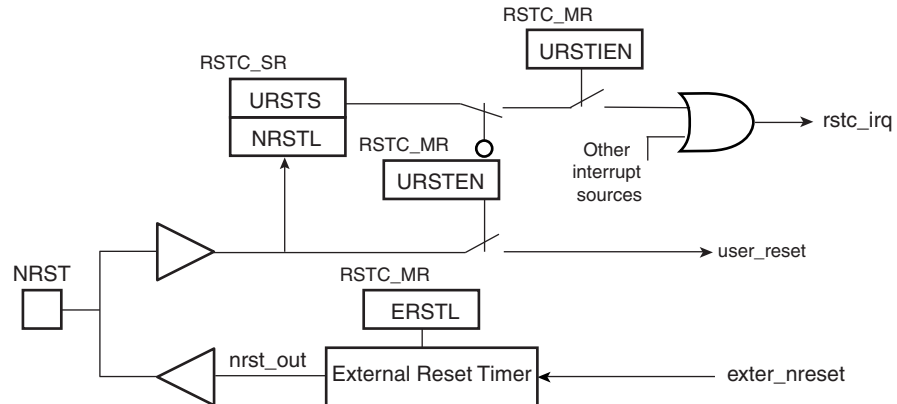 RSTC_MR
URSTIEN
RSTC_SR
URSTS
NRSTL
rstc_irq
RSTC_MR
URSTEN
Other
interrupt
sources
user_reset
NRST
RSTC_MR
ERSTL
nrst_out
External Reset Timer
exter_nreset